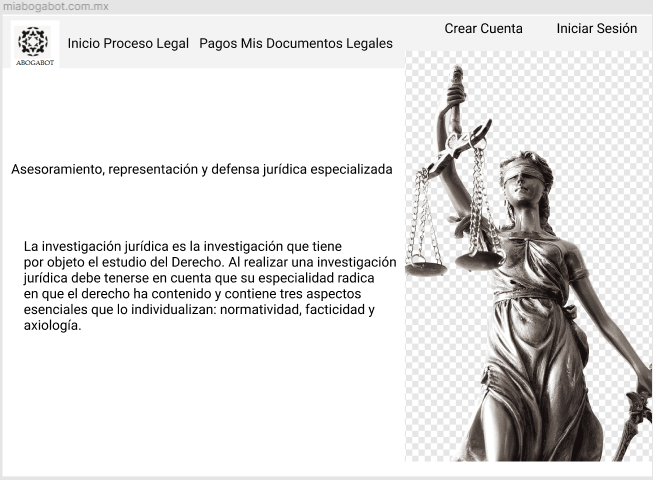 miabogabot.com.mx
Crear Cuenta Iniciar Sesión
Inicio Proceso Legal Pagos Mis Documentos Legales
ABOGABOT
Asesoramiento, representación y defensa jurídica especializada
La investigación jurídica es la investigación que tiene
por objeto el estudio del Derecho. Al realizar una investigación
jurídica debe tenerse en cuenta que su especialidad radica
en que el derecho ha contenido y contiene tres aspectos
esenciales que lo individualizan: normatividad, facticidad y
axiología.